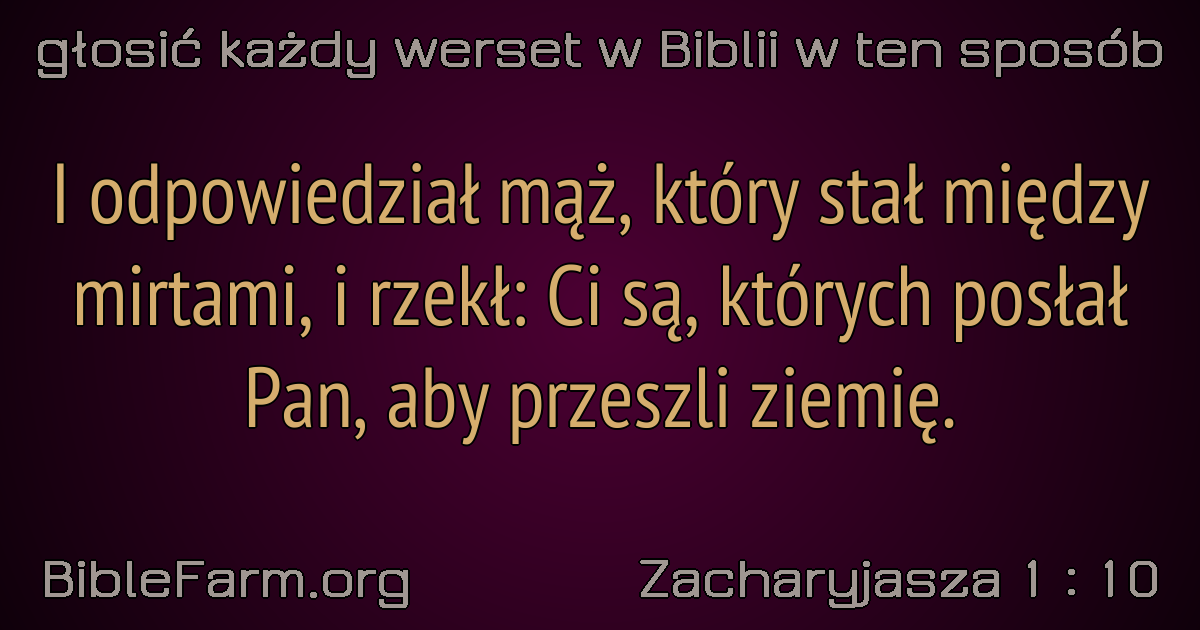 głosić każdy werset w Biblii w ten sposób
I odpowiedział mąż, który stał między
mirtami, i rzekł: Ci są, których posłał
Pan, aby przeszli ziemię.
BibleFarm.org
Zacharyjasza 1 : 10